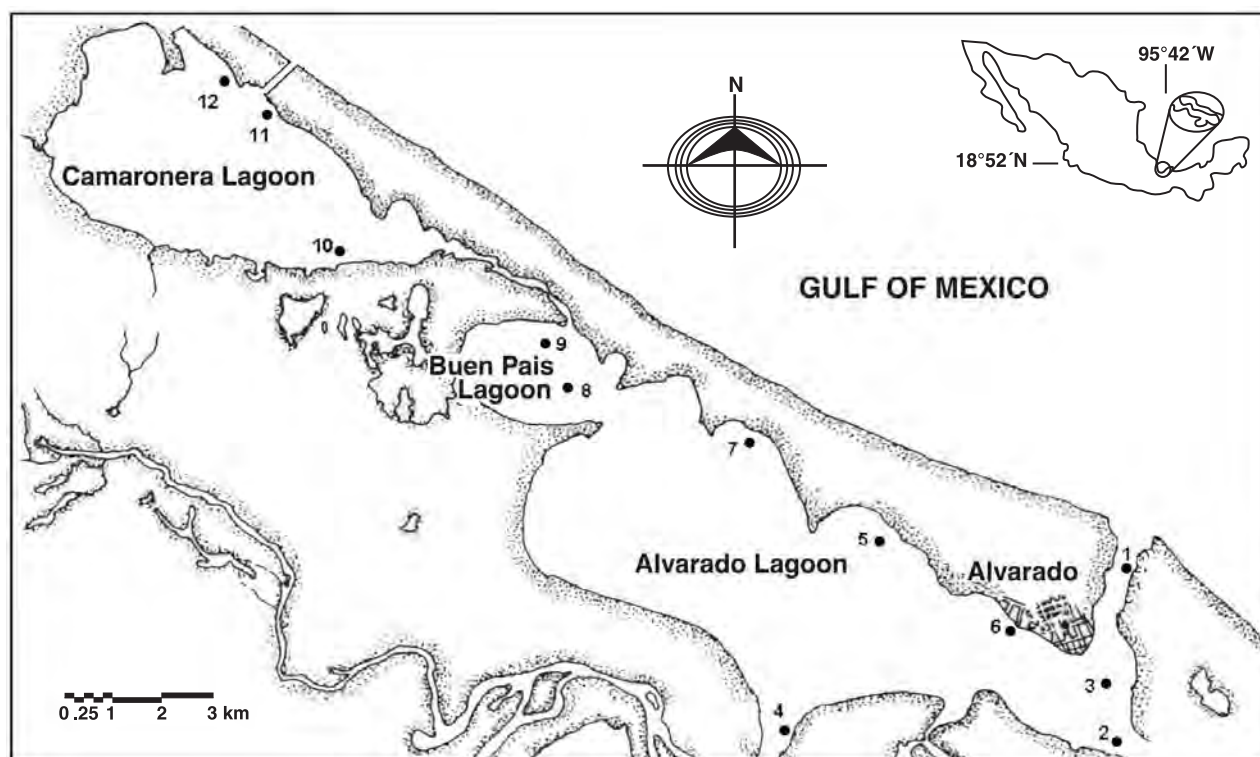 95°42´W
N
18°52´N
12
11
Camaronera Lagoon
10
GULF OF MEXICO
9
Buen Pais
Lagoon
8
7
5
Alvarado Lagoon
Alvarado
1
6
3
4
2
0.25 1 2 3 km